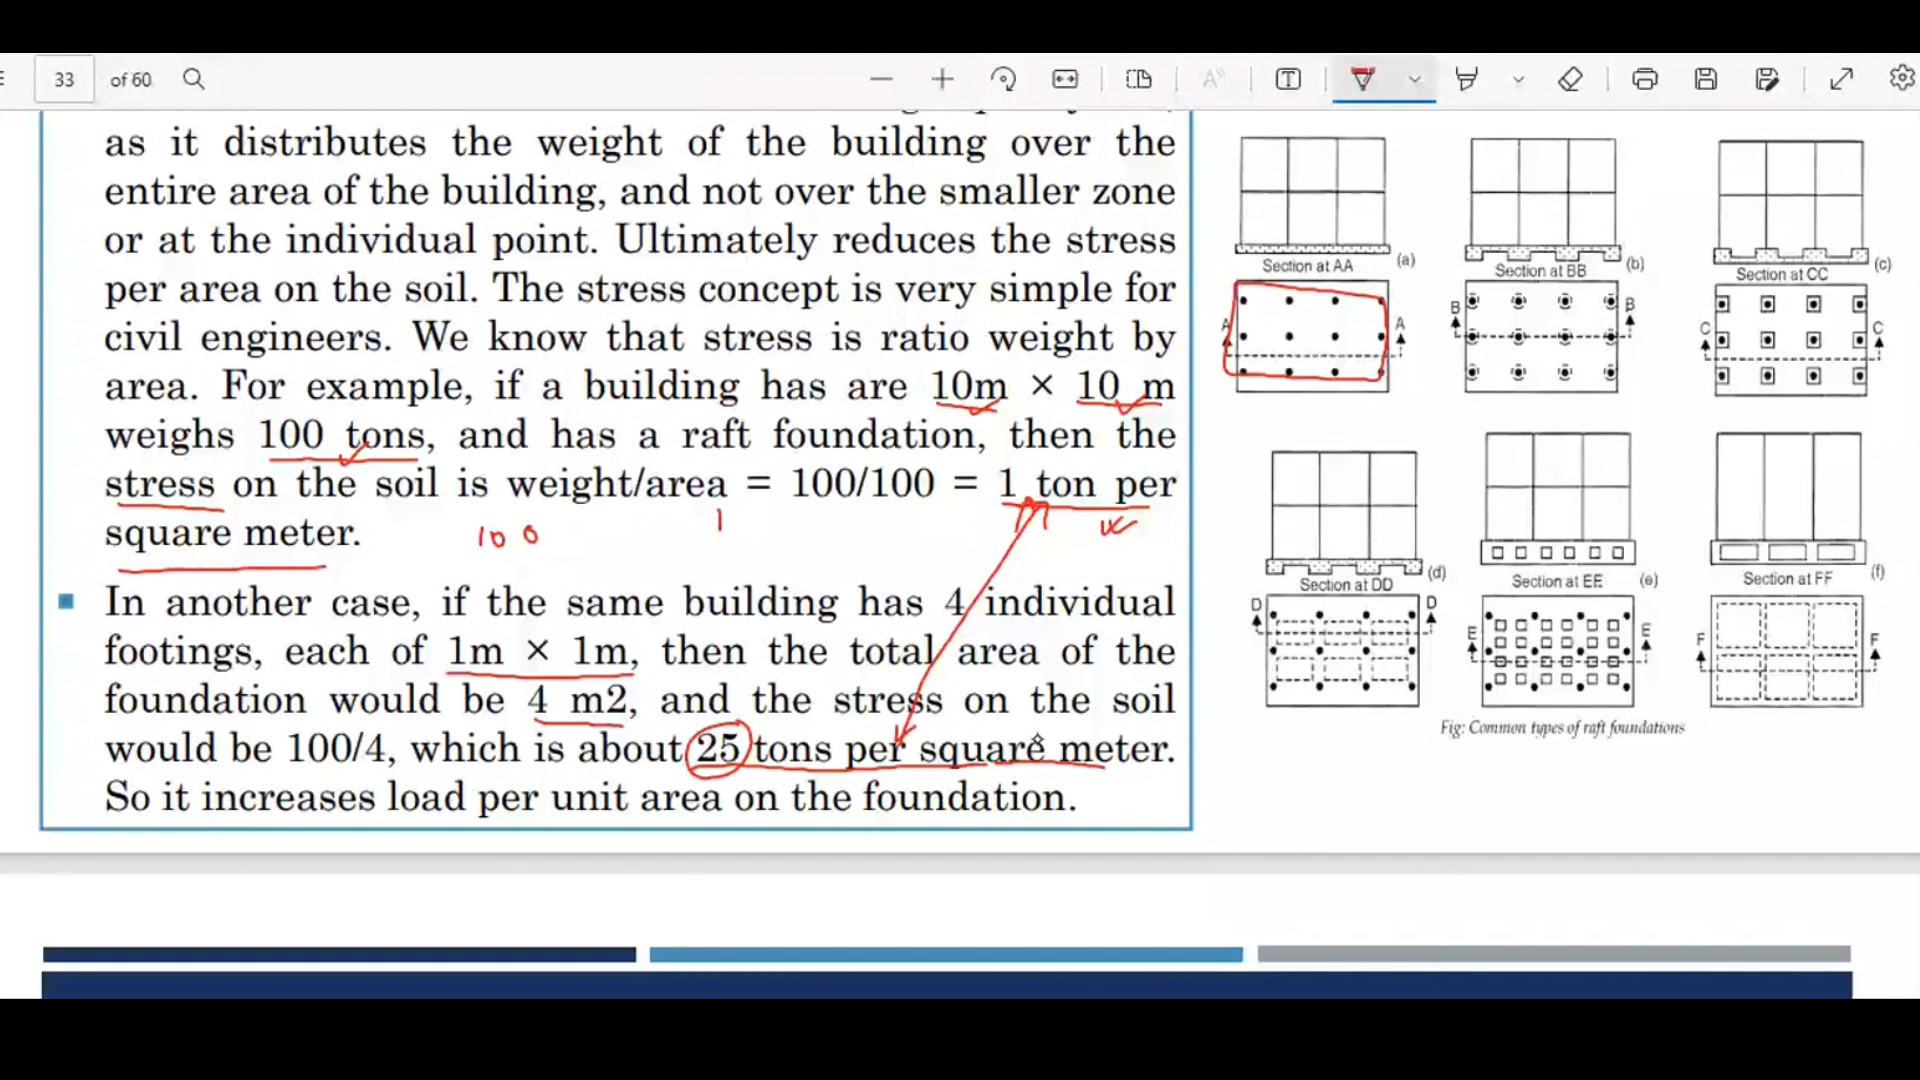 33 of 60
as it distributes the weight of the building over the
entire area of the building, and not over the smaller zone
or at the individual point. Ultimately reduces the stress
per area on the soil. The stress concept is very simple for
civil engineers. We know that stress is ratio weight by
area. For example, if a building has are 10m × 10 m
weighs 100 tons, and has a raft foundation, then the
stress on the soil is weight/area = 100/100 = 1 ton per
square meter.
100
1
In another case, if the same building has 4 individual
footings, each of 1m × 1m, then the total area of the
foundation would be 4 m2, and the stress on the soil
would be 100/4, which is about 25 tons per square meter.
So it increases load per unit area on the foundation.
Section at AA (a)
Section at BB (b)
Section at CC (c)
A A
B B
C C
Section at DD (d)
Section at EE (e)
Section at FF (f)
D D
E E
F F
Fig: Common types of raft foundations